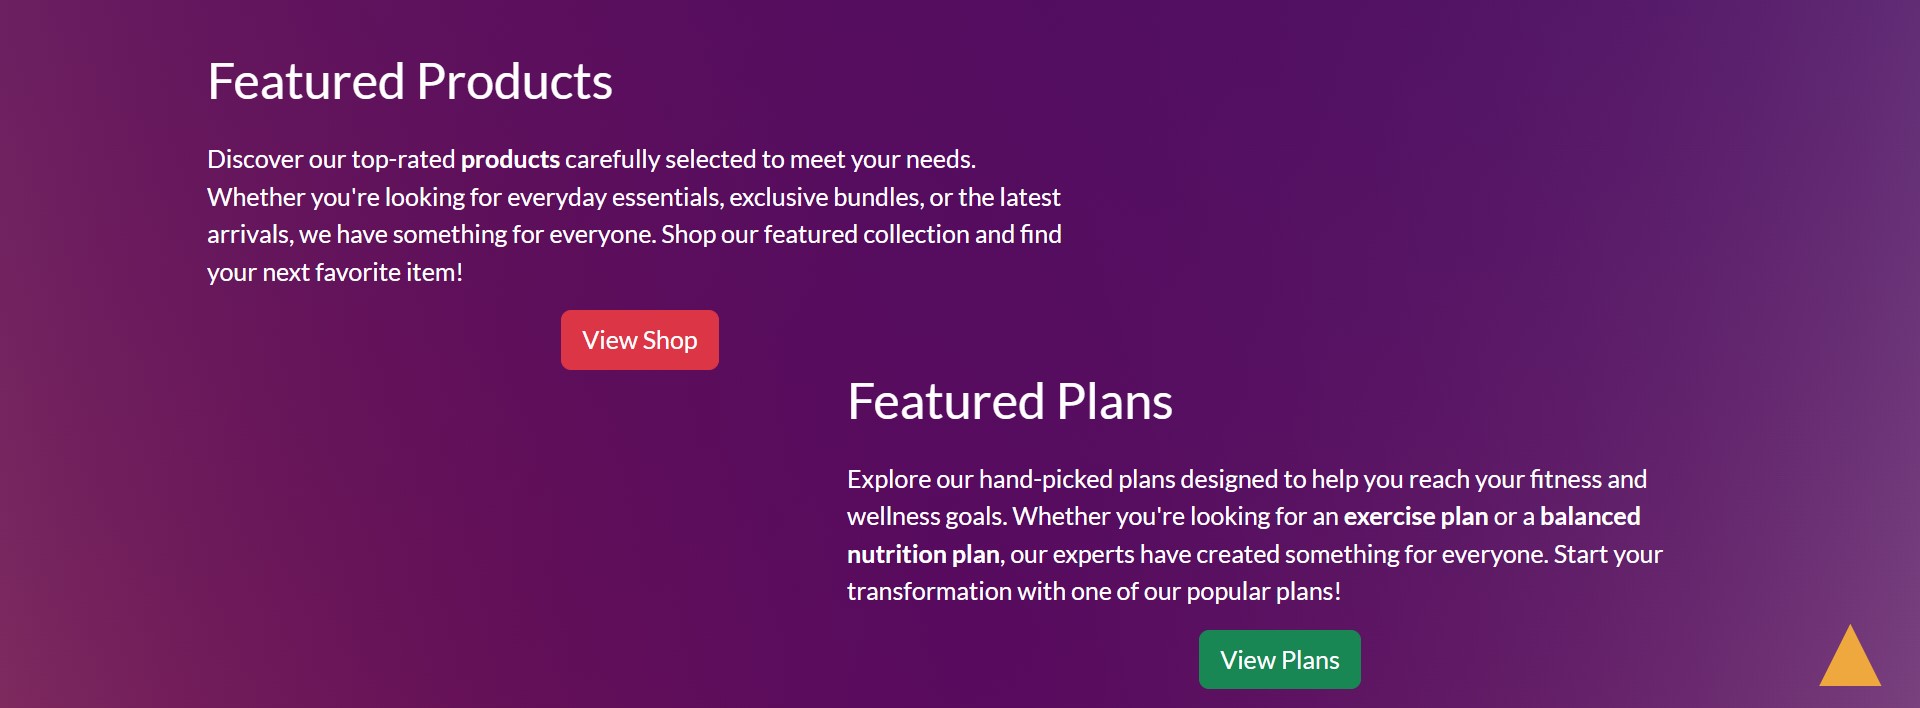 Featured Products
Discover our top-rated products carefully selected to meet your needs.
Whether you're looking for everyday essentials, exclusive bundles, or the latest
arrivals, we have something for everyone. Shop our featured collection and find
your next favorite item!
View Shop
Featured Plans
Explore our hand-picked plans designed to help you reach your fitness and
wellness goals. Whether you're looking for an exercise plan or a balanced
nutrition plan, our experts have created something for everyone. Start your
transformation with one of our popular plans!
View Plans